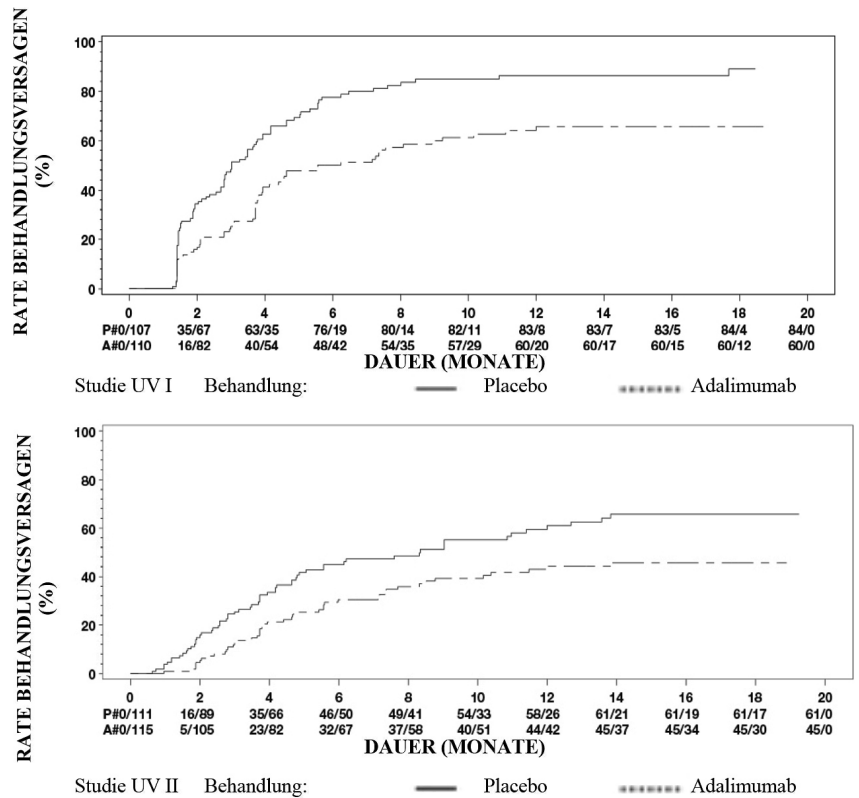 RATE BEHANDLUNGSVERSAGEN
(%)
100
80
60
40
20
0
0 2 4 6 8 10 12 14 16 18 20
P#0/107 35/67 63/35 76/19 80/14 82/11 83/8 83/7 83/5 84/4 84/0
A#0/110 16/82 40/54 48/42 54/35 57/29 60/20 60/17 60/15 60/12 60/0
DAUER (MONATE)
Studie UV I Behandlung: Placebo Adalimumab
RATE BEHANDLUNGSVERSAGEN
(%)
100
80
60
40
20
0
0 2 4 6 8 10 12 14 16 18 20
P#0/111 16/89 35/66 46/50 49/41 54/33 58/26 61/21 61/19 61/17 61/0
A#0/115 5/105 23/82 32/67 37/58 40/51 44/42 45/37 45/34 45/30 45/0
DAUER (MONATE)
Studie UV II Behandlung: Placebo Adalimumab